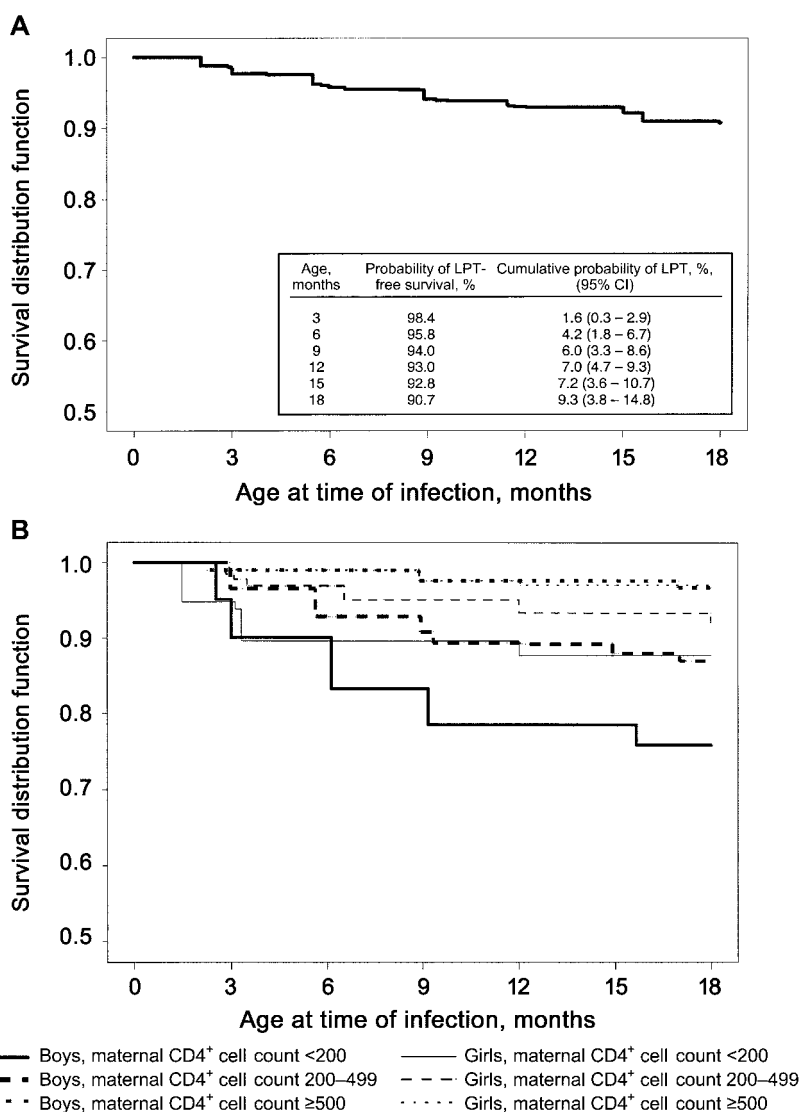 A
Survival distribution function
1.0
0.9
0.8
0.7
0.6
0.5
Age, months
Probability of LPT-free survival, %
Cumulative probability of LPT, %, (95% CI)
3 98.4 1.6 (0.3 – 2.9)
6 95.8 4.2 (1.8 – 6.7)
9 94.0 6.0 (3.3 – 8.6)
12 93.0 7.0 (4.7 – 9.3)
15 92.8 7.2 (3.6 – 10.7)
18 90.7 9.3 (3.8 – 14.8)
0 3 6 9 12 15 18
Age at time of infection, months
B
Survival distribution function
1.0
0.9
0.8
0.7
0.6
0.5
0 3 6 9 12 15 18
Age at time of infection, months
Boys, maternal CD4⁺ cell count <200
Girls, maternal CD4⁺ cell count <200
Boys, maternal CD4⁺ cell count 200–499
Girls, maternal CD4⁺ cell count 200–499
Boys, maternal CD4⁺ cell count ≥500
Girls, maternal CD4⁺ cell count ≥500